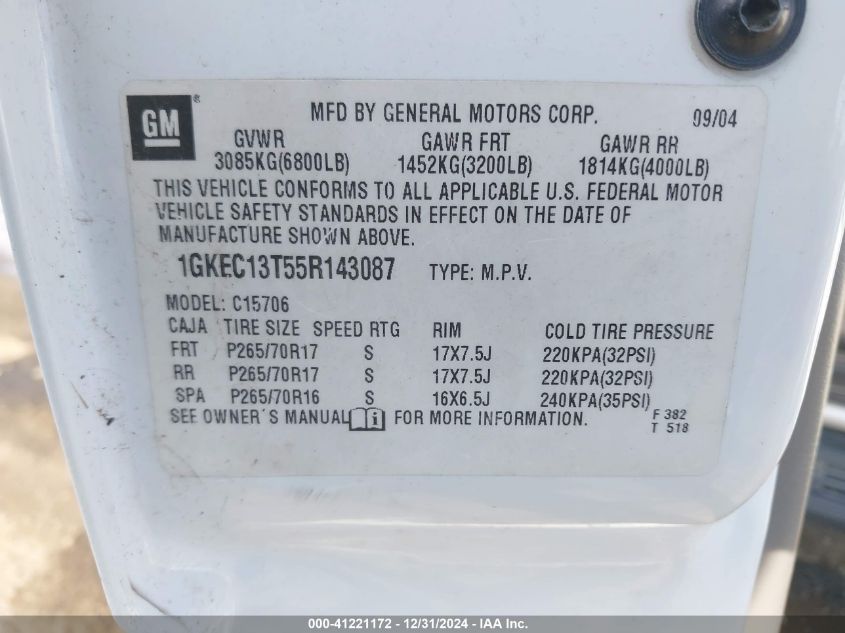 GM®
MFD BY GENERAL MOTORS CORP. 09/04
GVWR GAWR FRT GAWR RR
3085KG(6800LB) 1452KG(3200LB) 1814KG(4000LB)
THIS VEHICLE CONFORMS TO ALL APPLICABLE U.S. FEDERAL MOTOR
VEHICLE SAFETY STANDARDS IN EFFECT ON THE DATE OF
MANUFACTURE SHOWN ABOVE.
1GKEC13T55R143087 TYPE: M.P.V.
MODEL: C15706
CAJA TIRE SIZE SPEED RTG RIM COLD TIRE PRESSURE
FRT P265/70R17 S 17X7.5J 220KPA(32PSI)
RR P265/70R17 S 17X7.5J 220KPA(32PSI)
SPA P265/70R16 S 16X6.5J 240KPA(35PSI)
SEE OWNER'S MANUAL i FOR MORE INFORMATION. F 382
T 518
000-41221172 - 12/31/2024 - IAA Inc.